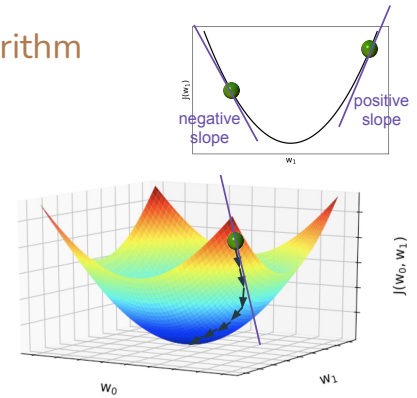 rithm
J(w₁)
negative
slope
positive
slope
w₁
J(w₀, w₁)
w₀
w₁